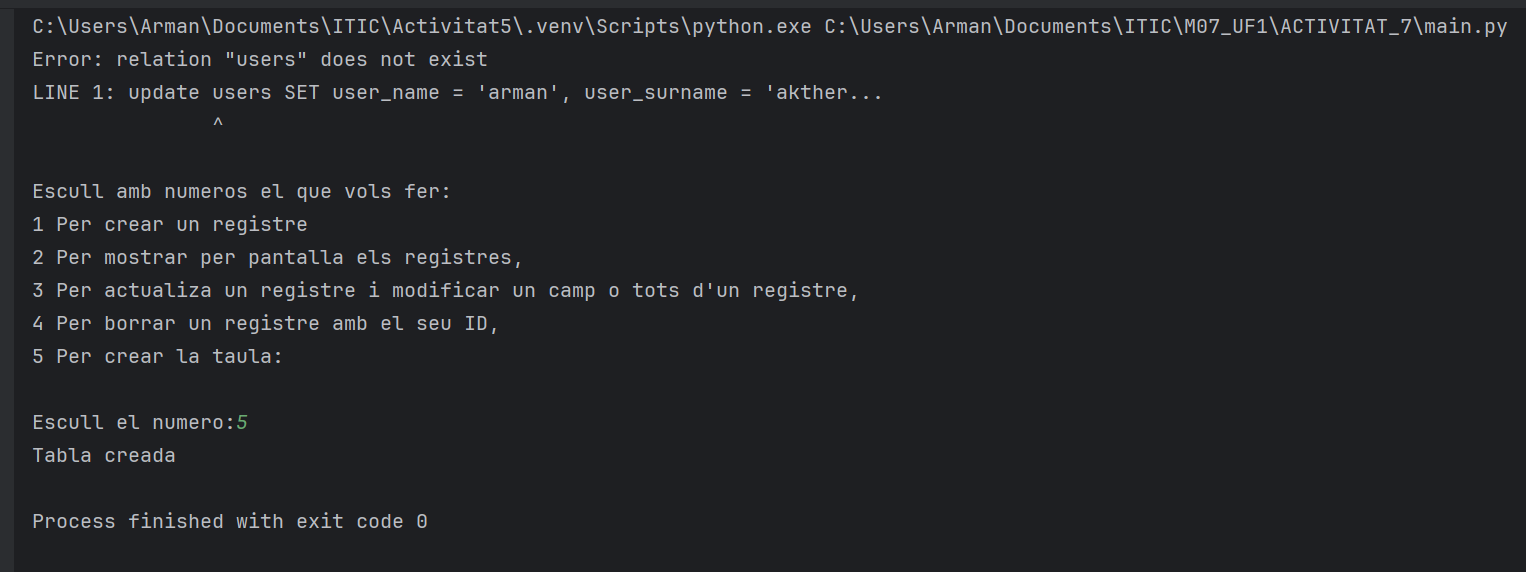 C:\Users\Arman\Documents\ITIC\Activitat5\.venv\Scripts\python.exe C:\Users\Arman\Documents\ITIC\M07_UF1\ACTIVITAT_7\main.py
Error: relation "users" does not exist
LINE 1: update users SET user_name = 'arman', user_surname = 'akther...
^
Escull amb numeros el que vols fer:
1 Per crear un registre
2 Per mostrar per pantalla els registres,
3 Per actualiza un registre i modificar un camp o tots d'un registre,
4 Per borrar un registre amb el seu ID,
5 Per crear la taula:
Escull el numero:5
Tabla creada
Process finished with exit code 0